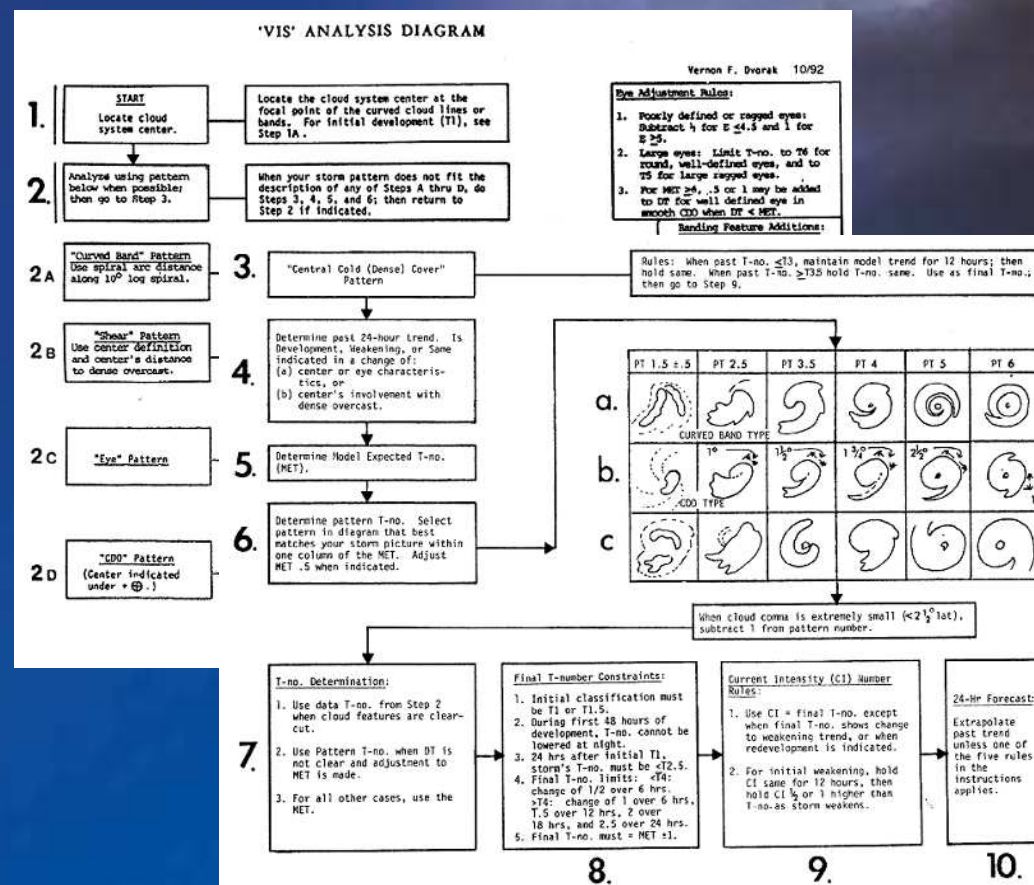 'VIS' ANALYSIS DIAGRAM
Vernon F. Dvorak 10/92
1.
START
Locate cloud
system center.
Locate the cloud system center at the
focal point of the curved cloud lines or
bands. For initial development (T1), see
Step 1A.
Eye Adjustment Rules:
1. Poorly defined or ragged eyes:
Subtract ½ for E ≤4.5 and 1 for
E ≥5.
2. Large eyes: Limit T-no. to T6 for
round, well-defined eyes, and to
T5 for large ragged eyes.
3. For MET ≥6, .5 or 1 may be added
to DT for well defined eye in
smooth CDO when DT < MET.
Banding Feature Additions:
2.
Analyze using pattern
below when possible;
then go to Step 3.
When your storm pattern does not fit the
description of any of Steps A thru D, do
Steps 3, 4, 5, and 6; then return to
Step 2 if indicated.
2A
"Curved Band" Pattern
Use spiral arc distance
along 10° log spiral.
2B
"Shear" Pattern
Use center definition
and center's distance
to dense overcast.
2C
"Eye" Pattern
2D
"CDO" Pattern
(Center indicated
under + ⊕.)
3.
"Central Cold (Dense) Cover"
Pattern
Rules: When past T-no. ≤T3, maintain model trend for 12 hours; then
hold same. When past T-no. ≥T3.5 hold T-no. same. Use as final T-no.;
then go to Step 9.
4.
Determine past 24-hour trend. Is
Development, Weakening, or Same
indicated in a change of:
(a) center or eye characteris-
tics, or
(b) center's involvement with
dense overcast.
5.
Determine Model Expected T-no.
(MET).
6.
Determine pattern T-no. Select
pattern in diagram that best
matches your storm picture within
one column of the MET. Adjust
MET .5 when indicated.
PT 1.5 ±.5 PT 2.5 PT 3.5 PT 4 PT 5 PT 6
a.
CURVED BAND TYPE
b.
1° 1½° 1¾° 2½°
CDO TYPE
c
When cloud comma is extremely small (<2½° lat),
subtract 1 from pattern number.
7.
T-no. Determination:
1. Use data T-no. from Step 2
when cloud features are clear-
cut.
2. Use Pattern T-no. when DT is
not clear and adjustment to
MET is made.
3. For all other cases, use the
MET.
Final T-number Constraints:
1. Initial classification must
be T1 or T1.5.
2. During first 48 hours of
development, T-no. cannot be
lowered at night.
3. 24 hrs after initial T1,
storm's T-no. must be <T2.5.
4. Final T-no. limits: <T4:
change of 1/2 over 6 hrs.
>T4: change of 1 over 6 hrs,
T.5 over 12 hrs, 2 over
18 hrs, and 2.5 over 24 hrs.
5. Final T-no. must = MET ±1.
8.
Current Intensity (CI) Number
Rules:
1. Use CI = final T-no. except
when final T-no. shows change
to weakening trend, or when
redevelopment is indicated.
2. For initial weakening, hold
CI same for 12 hours, then
hold CI ½ or 1 higher than
T-no. as storm weakens.
9.
24-Hr Forecast:
Extrapolate
past trend
unless one of
the five rules
in the
instructions
applies.
10.